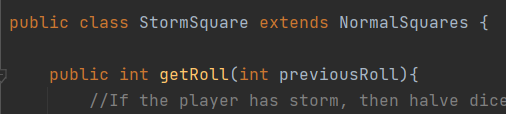 public class StormSquare extends NormalSquares {
public int getRoll(int previousRoll){
//If the player has storm, then halve dice